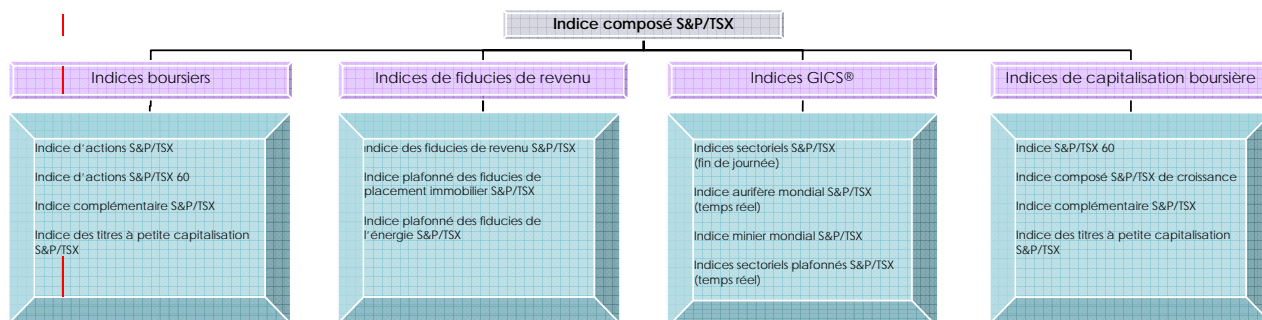 Indice composé S&P/TSX
Indices boursiers
Indices de fiducies de revenu
Indices GICS®
Indices de capitalisation boursière
Indice d'actions S&P/TSX
Indice d'actions S&P/TSX 60
Indice complémentaire S&P/TSX
Indice des titres à petite capitalisation
S&P/TSX
Indice des fiducies de revenu S&P/TSX
Indice plafonné des fiducies de
placement immobilier S&P/TSX
Indice plafonné des fiducies de
l'énergie S&P/TSX
Indices sectoriels S&P/TSX
(fin de journée)
Indice aurifère mondial S&P/TSX
(temps réel)
Indice minier mondial S&P/TSX
Indices sectoriels plafonnés S&P/TSX
(temps réel)
Indice S&P/TSX 60
Indice composé S&P/TSX de croissance
Indice complémentaire S&P/TSX
Indice des titres à petite capitalisation
S&P/TSX